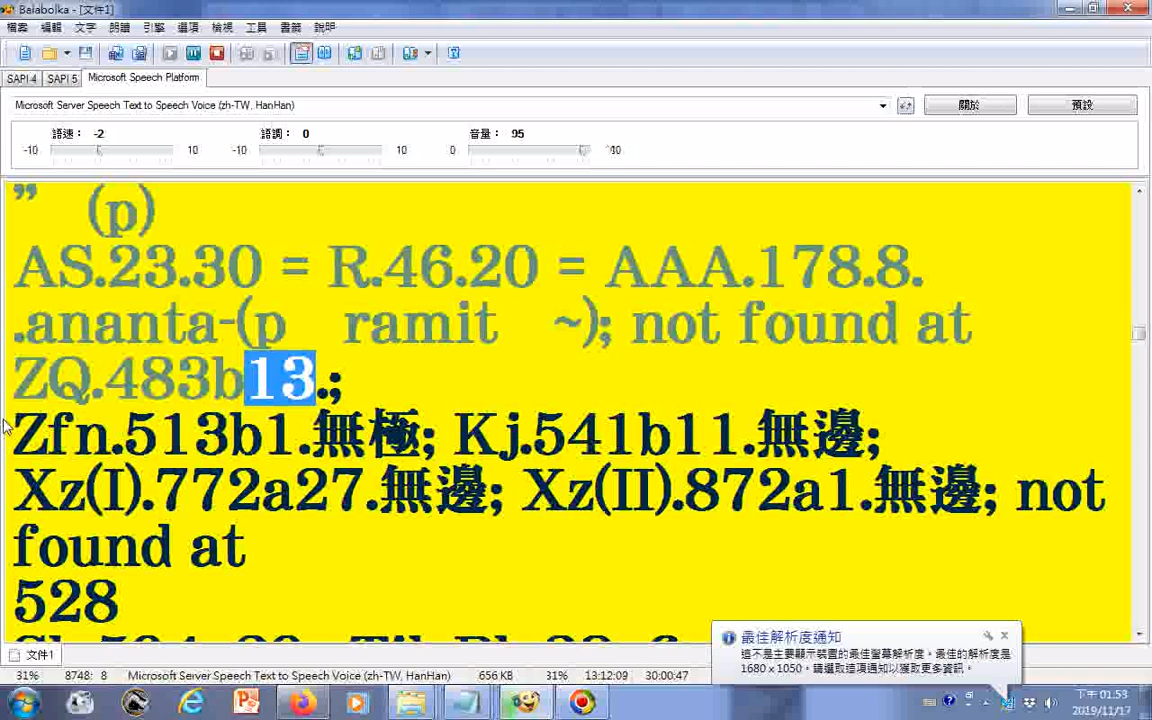 Balabolka - [文件1]
檔案 編輯 文字 朗讀 引擎 選項 檢視 工具 書籤 說明
SAPI 4 SAPI 5 Microsoft Speech Platform
Microsoft Server Speech Text to Speech Voice (zh-TW, HanHan) 關於 預設
語速： -2 語調： 0 音量： 95
-10 10 -10 10 0
” (p)
AS.23.30 = R.46.20 = AAA.178.8.
.ananta-(p ramit ~); not found at
ZQ.483b13.;
Zfn.513b1.無極; Kj.541b11.無邊;
Xz(I).772a27.無邊; Xz(II).872a1.無邊; not
found at
528
文件1
最佳解析度通知
這不是主要顯示裝置的最佳螢幕解析度。最佳的解析度是
1680 x 1050。請選取這項通知以獲取更多資訊。
31% 8748: 8 Microsoft Server Speech Text to Speech Voice (zh-TW, HanHan) 656 KB 31% 13:12:09 30:00:47
下午 01:53
2019/11/17